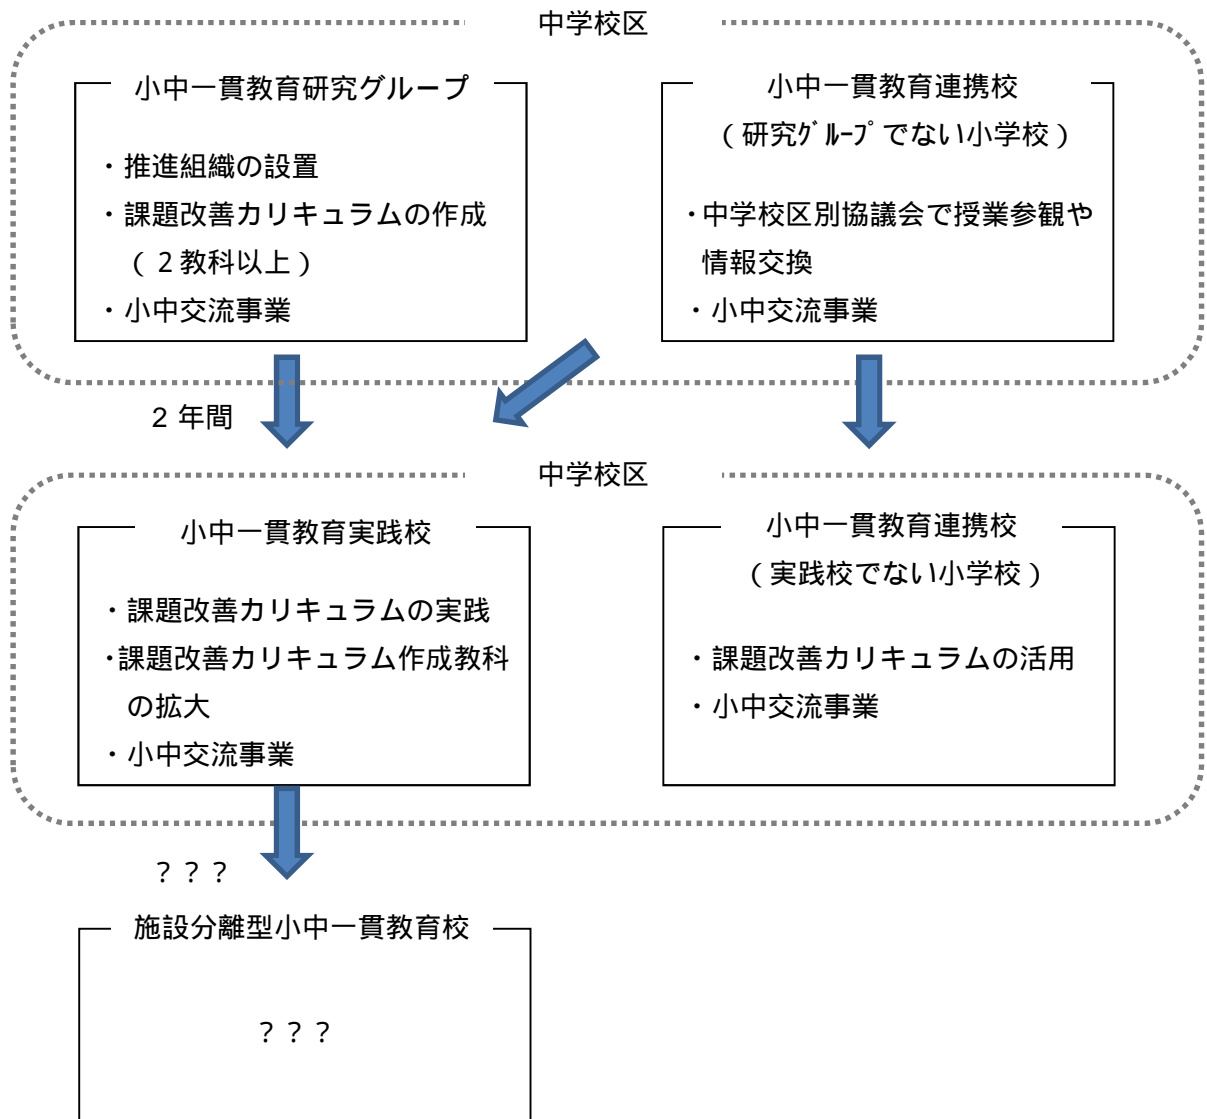 中学校区
小中一貫教育研究グループ
・推進組織の設置
・課題改善カリキュラムの作成
（２教科以上）
・小中交流事業
小中一貫教育連携校
（研究ｸﾞﾙｰﾌﾟでない小学校）
・中学校区別協議会で授業参観や
情報交換
・小中交流事業
２年間
中学校区
小中一貫教育実践校
・課題改善カリキュラムの実践
・課題改善カリキュラム作成教科
の拡大
・小中交流事業
小中一貫教育連携校
（実践校でない小学校）
・課題改善カリキュラムの活用
・小中交流事業
？？？
施設分離型小中一貫教育校
？？？